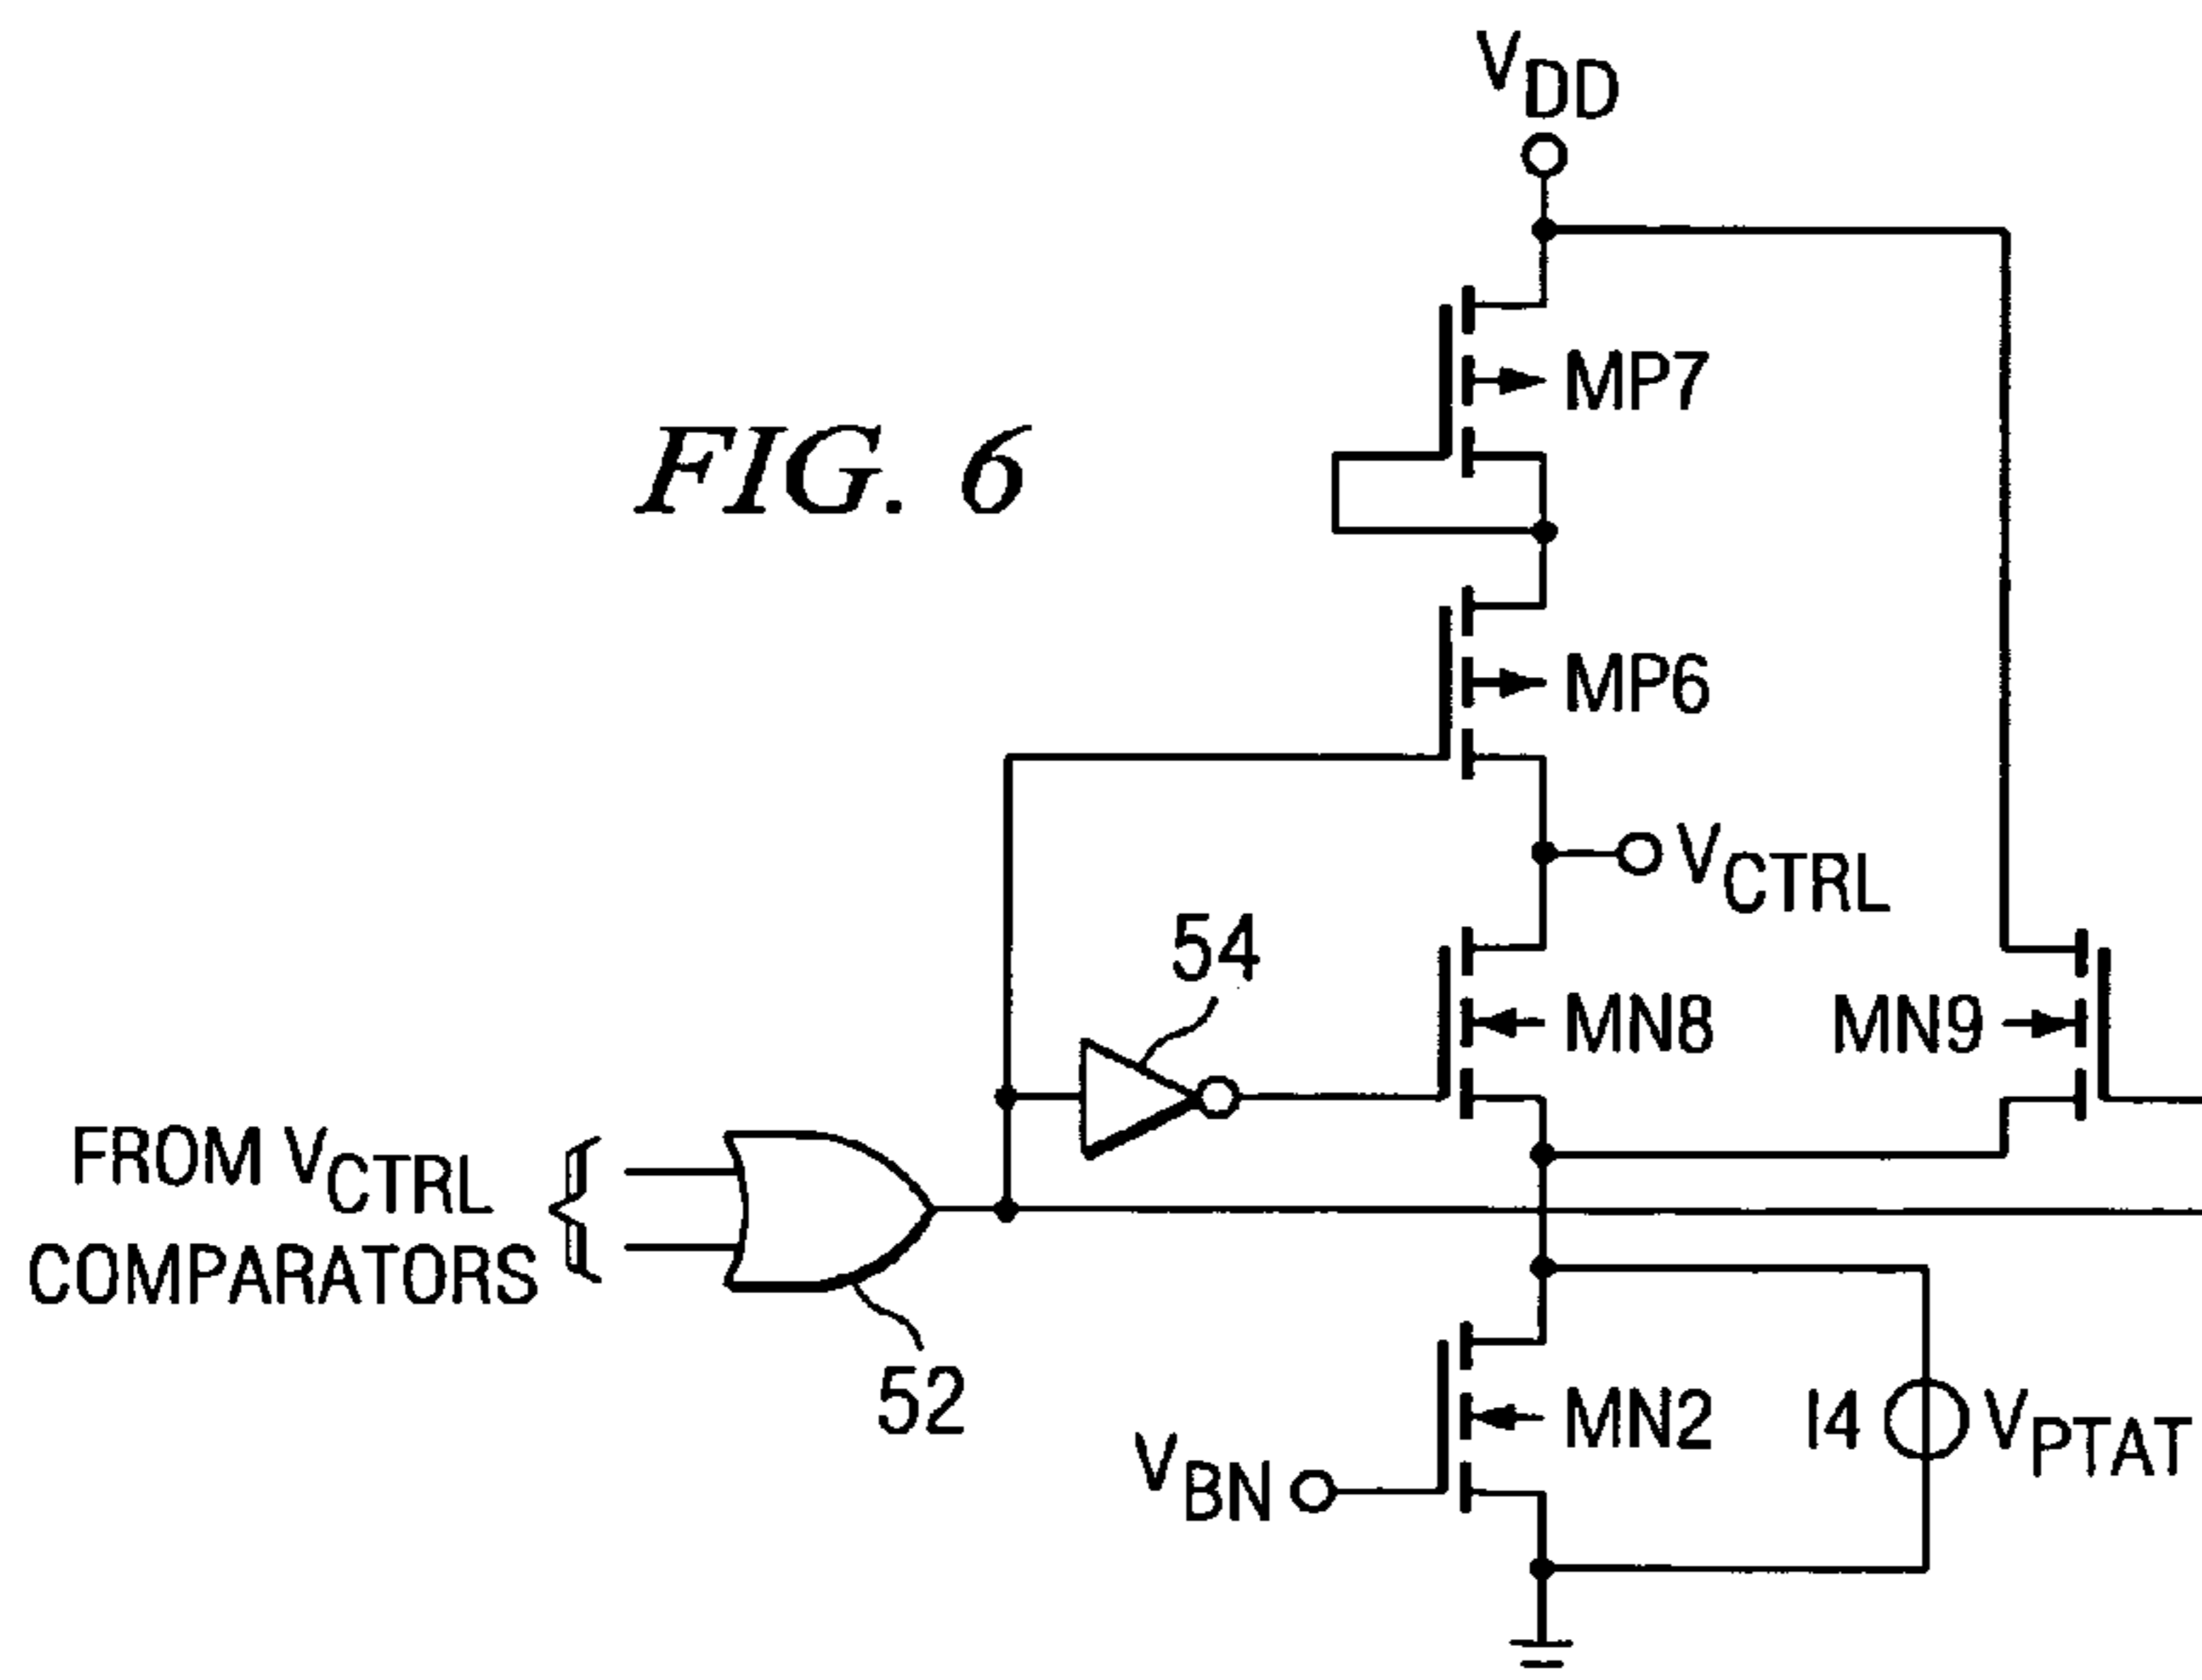 VDD
MP7
FIG. 6
MP6
VCTRL
54
MN8
MN9
FROM VCTRL
COMPARATORS
52
MN2
I4
VPTAT
VBN